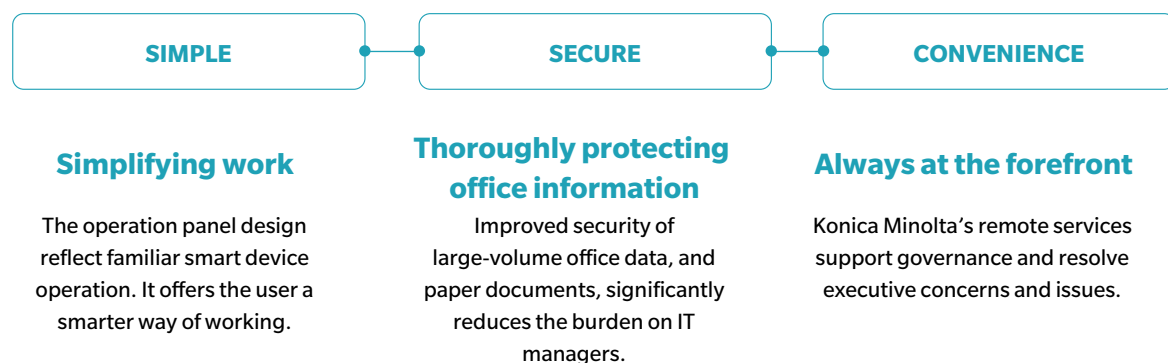 SIMPLE
SECURE
CONVENIENCE
Simplifying work
The operation panel design
reflect familiar smart device
operation. It offers the user a
smarter way of working.
Thoroughly protecting
office information
Improved security of
large-volume office data, and
paper documents, significantly
reduces the burden on IT
managers.
Always at the forefront
Konica Minolta’s remote services
support governance and resolve
executive concerns and issues.